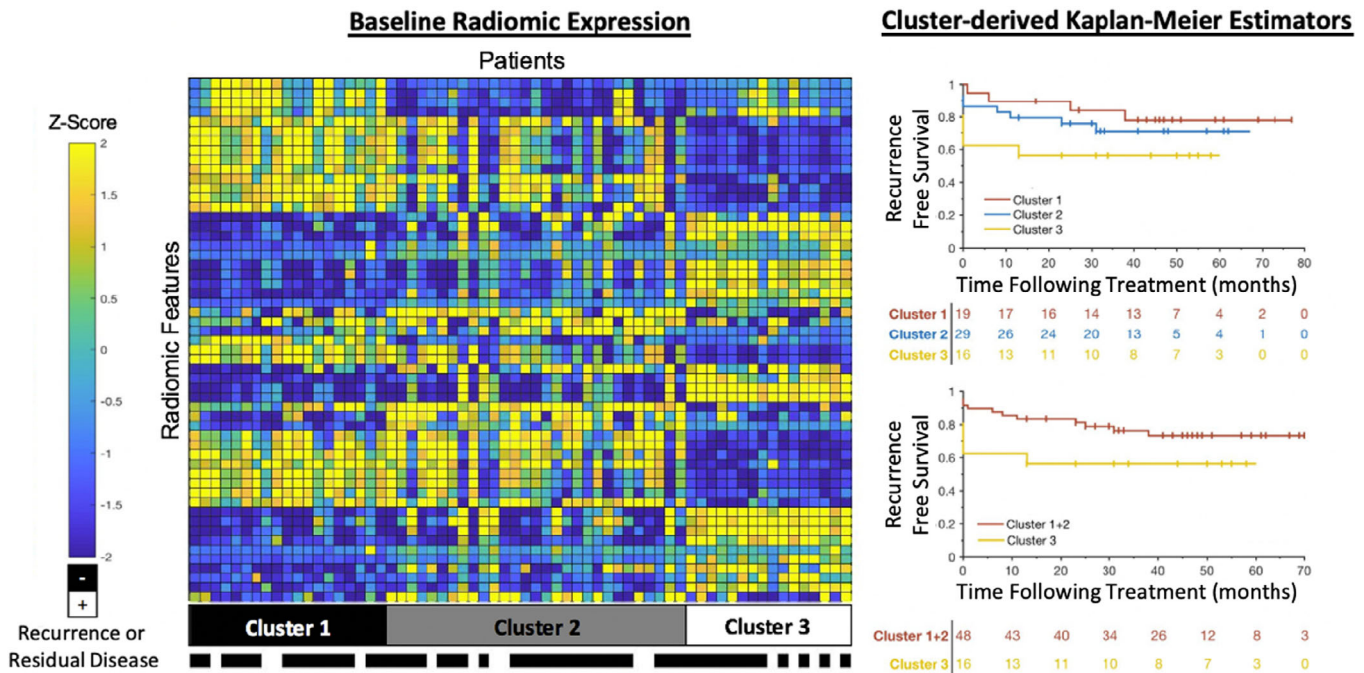 Baseline Radiomic Expression
Patients
Z-Score
2
1.5
1
0.5
0
-0.5
-1
-1.5
-2
-
+
Radiomic Features
Cluster 1 Cluster 2 Cluster 3
Recurrence or
Residual Disease
Cluster-derived Kaplan-Meier Estimators
1
0.8
0.6
0.4
0.2
0
Recurrence
Free Survival
Cluster 1
Cluster 2
Cluster 3
0 10 20 30 40 50 60 70 80
Time Following Treatment (months)
Cluster 1 19 17 16 14 13 7 4 2 0
Cluster 2 29 26 24 20 13 5 4 1 0
Cluster 3 16 13 11 10 8 7 3 0 0
1
0.8
0.6
0.4
0.2
0
Recurrence
Free Survival
Cluster 1+2
Cluster 3
0 10 20 30 40 50 60 70
Time Following Treatment (months)
Cluster 1+2 48 43 40 34 26 12 8 3
Cluster 3 16 13 11 10 8 7 3 0